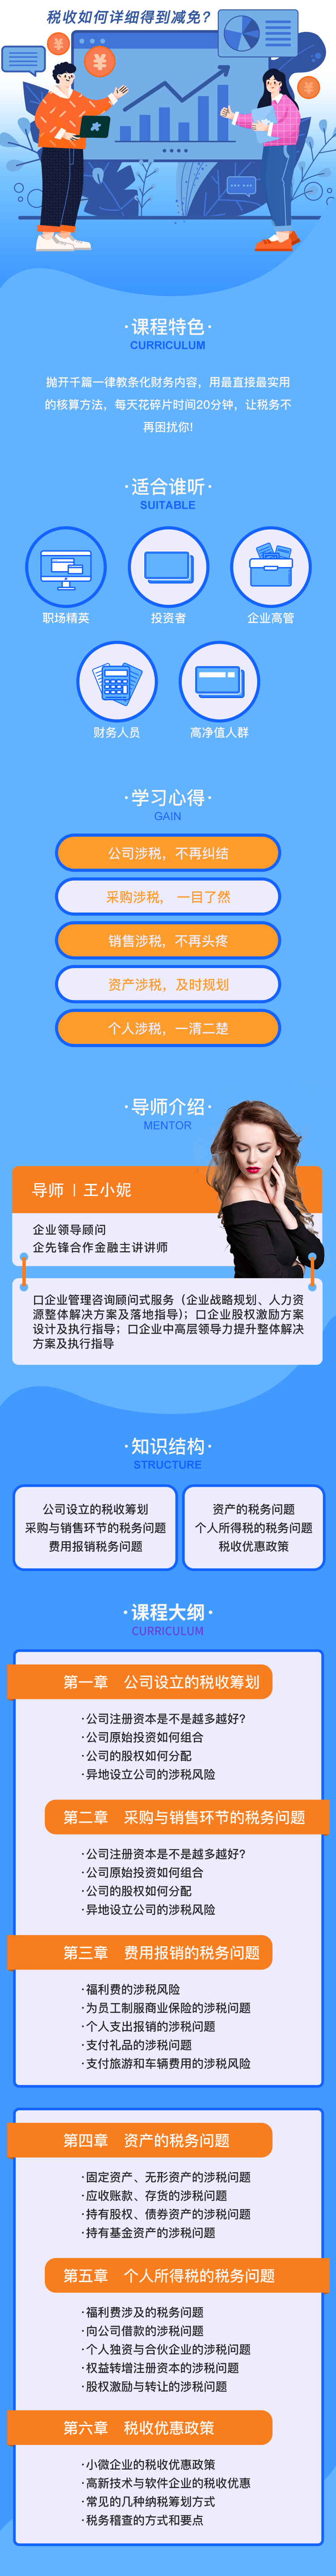 税收如何详细得到减免?
·课程特色·
CURRICULUM
抛开千篇一律教条化财务内容，用最直接最实用
的核算方法，每天花碎片时间20分钟，让税务不
再困扰你!
·适合谁听·
SUITABLE
职场精英
投资者
企业高管
财务人员
高净值人群
·学习心得·
GAIN
公司涉税，不再纠结
采购涉税， 一目了然
销售涉税，不再头疼
资产涉税，及时规划
个人涉税，一清二楚
·导师介绍·
MENTOR
导师 | 王小妮
企业领导顾问
企先锋合作金融主讲讲师
口企业管理咨询顾问式服务（企业战略规划、人力资
源整体解决方案及落地指导)；口企业股权激励方案
设计及执行指导；口企业中高层领导力提升整体解决
方案及执行指导
·知识结构·
STRUCTURE
公司设立的税收筹划
采购与销售环节的税务问题
费用报销税务问题
资产的税务问题
个人所得税的税务问题
税收优惠政策
·课程大纲·
CURRICULUM
第一章 公司设立的税收筹划
·公司注册资本是不是越多越好?
·公司原始投资如何组合
·公司的股权如何分配
·异地设立公司的涉税风险
第二章 采购与销售环节的税务问题
·公司注册资本是不是越多越好?
·公司原始投资如何组合
·公司的股权如何分配
·异地设立公司的涉税风险
第三章 费用报销的税务问题
·福利费的涉税风险
·为员工制服商业保险的涉税问题
·个人支出报销的涉税问题
·支付礼品的涉税问题
·支付旅游和车辆费用的涉税风险
第四章 资产的税务问题
·固定资产、无形资产的涉税问题
·应收账款、存货的涉税问题
·持有股权、债券资产的涉税问题
·持有基金资产的涉税问题
第五章 个人所得税的税务问题
·福利费涉及的税务问题
·向公司借款的涉税问题
·个人独资与合伙企业的涉税问题
·权益转增注册资本的涉税问题
·股权激励与转让的涉税问题
第六章 税收优惠政策
·小微企业的税收优惠政策
·高新技术与软件企业的税收优惠
·常见的几种纳税筹划方式
·税务稽查的方式和要点